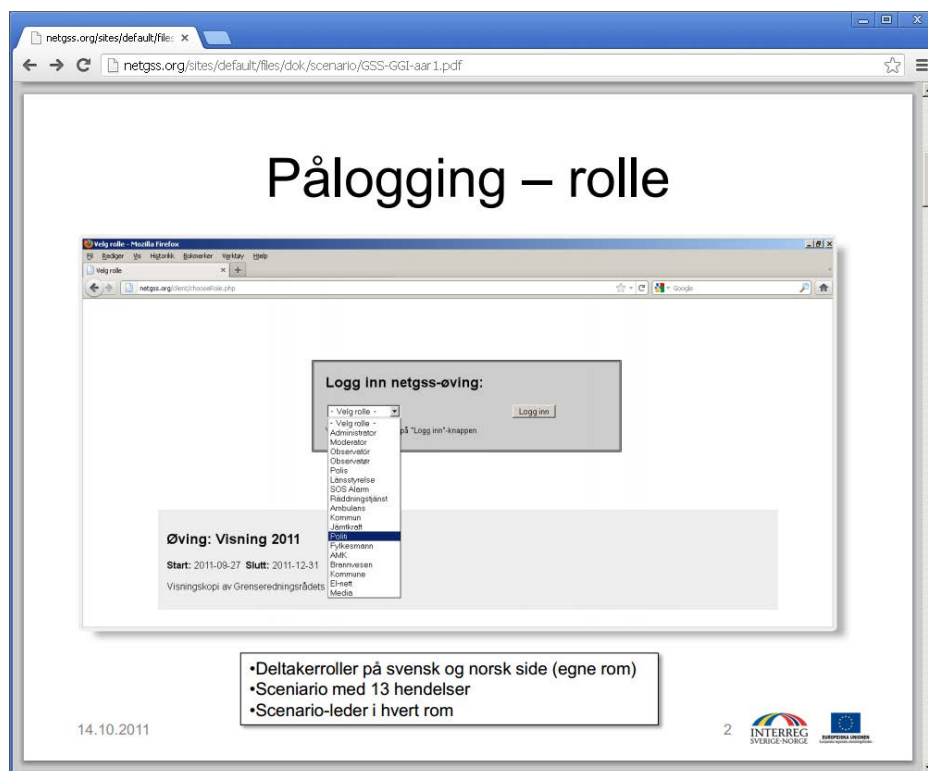 netgss.org/sites/default/file
netgss.org/sites/default/files/dok/scenario/GSS-GGI-aar1.pdf
Pålogging – rolle
Velg rolle - Mozilla Firefox
Fil Rediger Vis Historikk Bokmerker Verktøy Hjelp
Velg rolle
netgss.org/client/chooseRole.php
Google
Logg inn netgss-øving:
- Velg rolle -
Logg inn
på "Logg inn"-knappen
- Velg rolle -
Administrator
Moderator
Observatör
Observatør
Polis
Länsstyrelse
SOS Alarm
Räddningstjänst
Ambulans
Kommun
Jämtkraft
Politi
Fylkesmann
AMK
Brannvesen
Kommune
El-nett
Media
Øving: Visning 2011
Start: 2011-09-27 Slutt: 2011-12-31
Visningskopi av Grenseredningsrådets
•Deltakerroller på svensk og norsk side (egne rom)
•Sceniario med 13 hendelser
•Scenario-leder i hvert rom
14.10.2011
2
INTERREG
SVERIGE-NORGE
EUROPEISKA UNIONEN